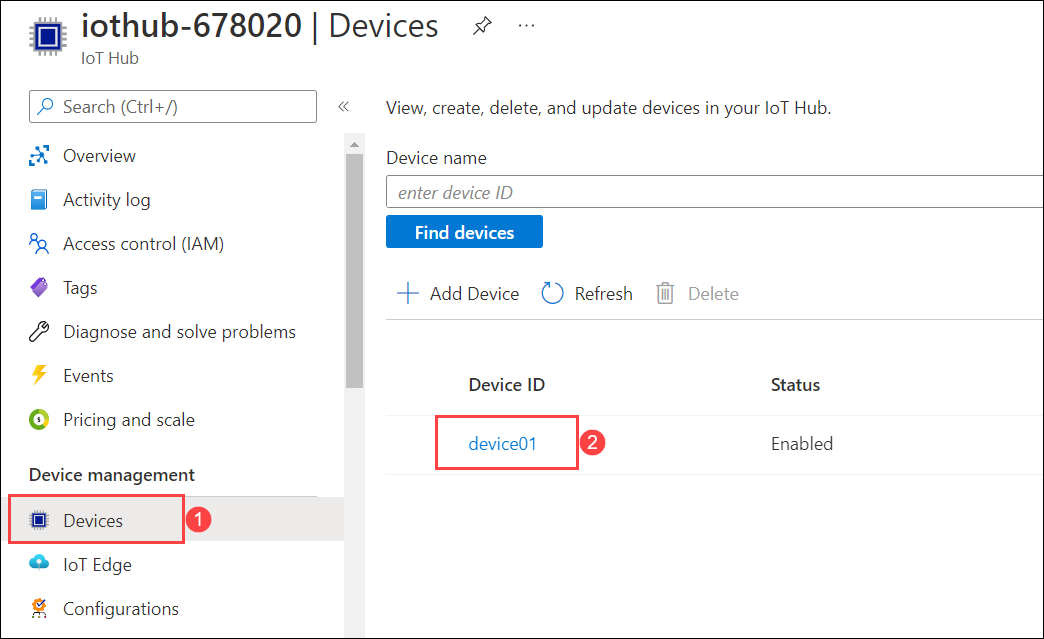 iothub-678020 | Devices ...
IoT Hub
Search (Ctrl+/)
«
Overview
Activity log
Access control (IAM)
Tags
Diagnose and solve problems
Events
Pricing and scale
Device management
Devices
1
IoT Edge
Configurations
View, create, delete, and update devices in your IoT Hub.
Device name
enter device ID
Find devices
Add Device Refresh Delete
Device ID Status
device01 2 Enabled